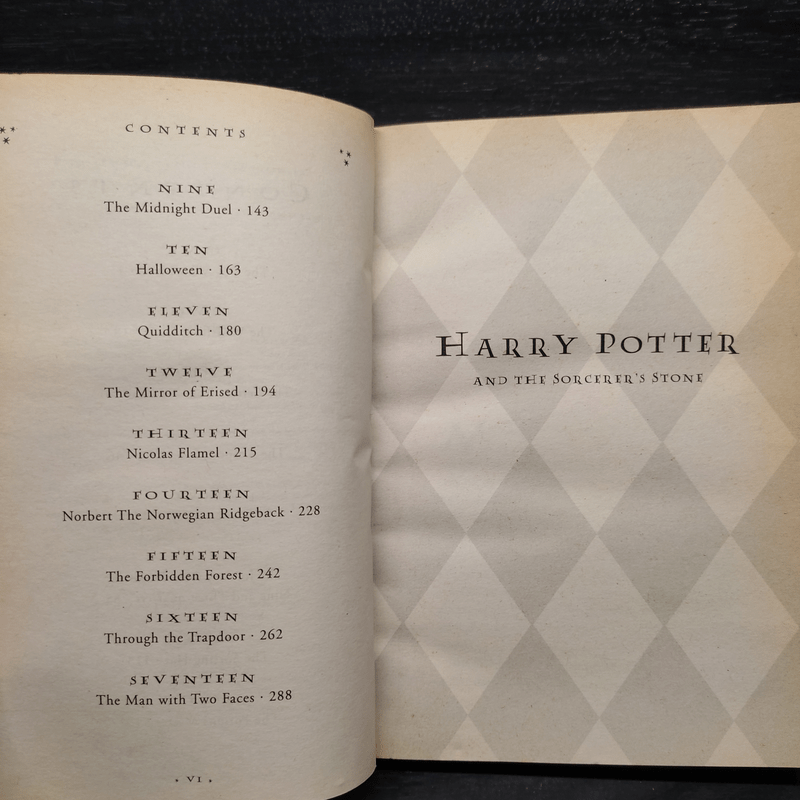 CONTENTS
NINE
The Midnight Duel · 143
TEN
Halloween · 163
ELEVEN
Quidditch · 180
TWELVE
The Mirror of Erised · 194
THIRTEEN
Nicolas Flamel · 215
FOURTEEN
Norbert The Norwegian Ridgeback · 228
FIFTEEN
The Forbidden Forest · 242
SIXTEEN
Through the Trapdoor · 262
SEVENTEEN
The Man with Two Faces · 288
· VI ·
HARRY POTTER
AND THE SORCERER'S STONE